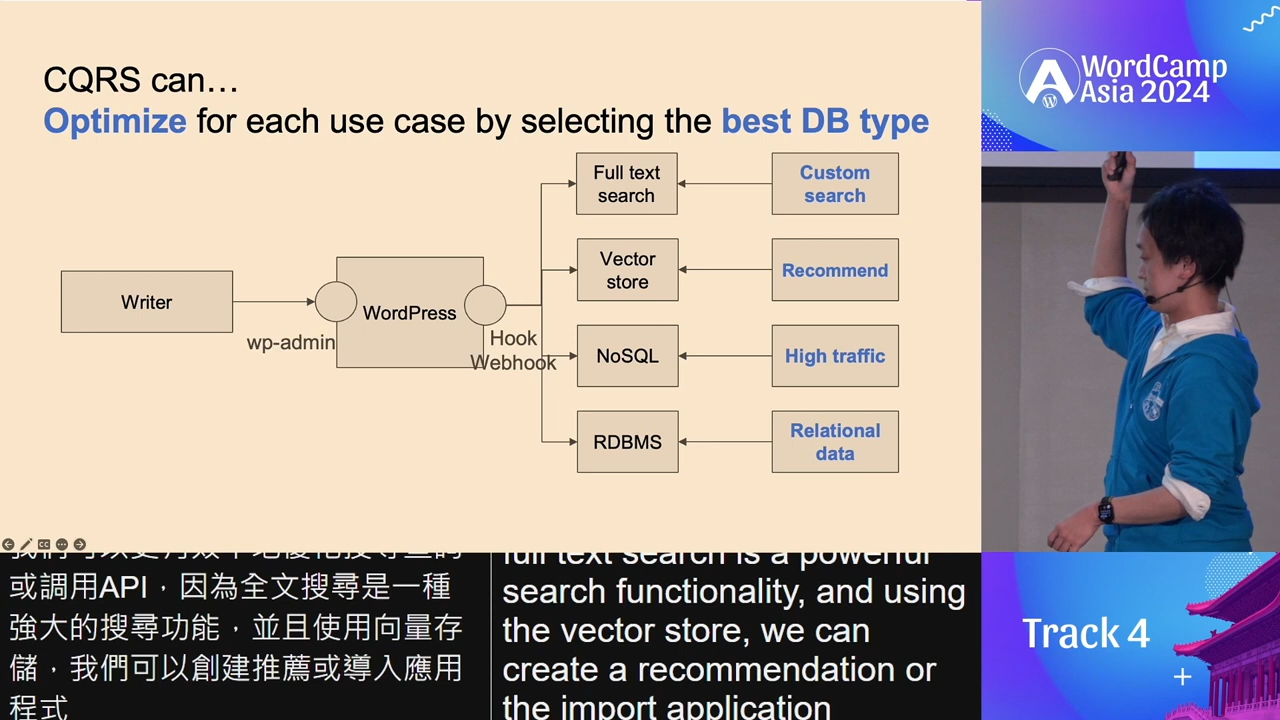 CQRS can…
Optimize for each use case by selecting the best DB type
Writer
wp-admin
WordPress
Hook
Webhook
Full text
search
Custom
search
Vector
store
Recommend
NoSQL
High traffic
RDBMS
Relational
data
或調用API，因為全文搜尋是一種
強大的搜尋功能，並且使用向量存
儲，我們可以創建推薦或導入應用
程式
full text search is a powerful
search functionality, and using
the vector store, we can
create a recommendation or
the import application
WordCamp
Asia 2024
Track 4